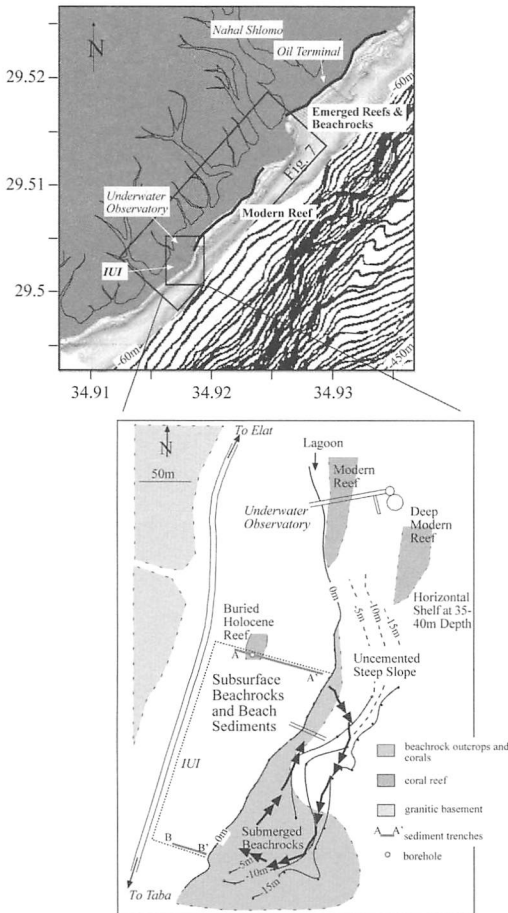 N
Nahal Shlomo
Oil Terminal
29.52
-60m
Emerged Reefs &
Beachrocks
Fig. 7
29.51
Underwater
Observatory
Modern Reef
IUI
29.5
-60m
-450m
34.91
34.92
34.93
N
50m
To Elat
Lagoon
Modern
Reef
Underwater
Observatory
Deep
Modern
Reef
0m
-5m
-10m
-15m
Horizontal
Shelf at 35-
40m Depth
Buried
Holocene
Reef
A
A'
Uncemented
Steep Slope
Subsurface
Beachrocks
and Beach
Sediments
IUI
B
B'
0m
Submerged
Beachrocks
-5m
-10m
-15m
To Taba
beachrock outcrops and
corals
coral reef
granitic basement
A A' sediment trenches
borehole